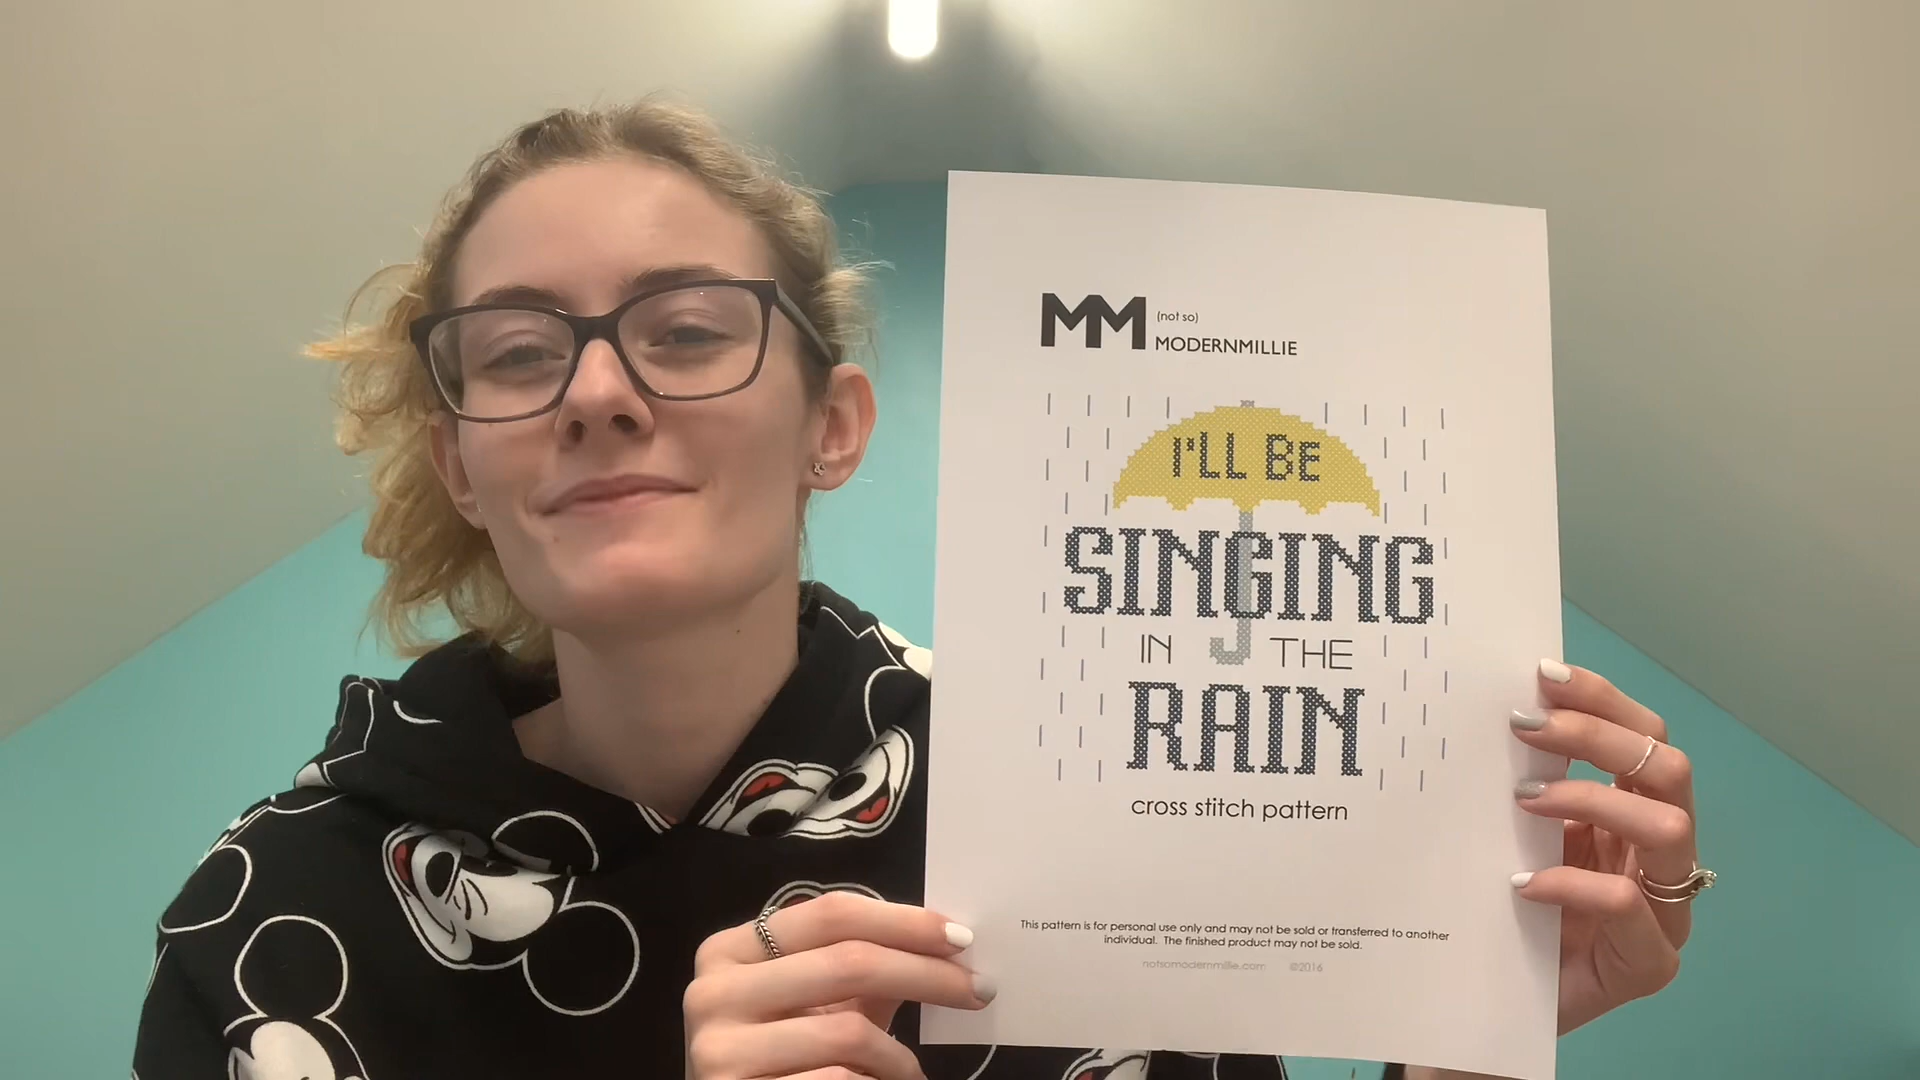 MM (not so)
MODERNMILLIE
I'LL BE
SINGING
IN THE
RAIN
cross stitch pattern
This pattern is for personal use only and may not be sold or transferred to another
individual. The finished product may not be sold.
notsomodernmillie.com ©2016